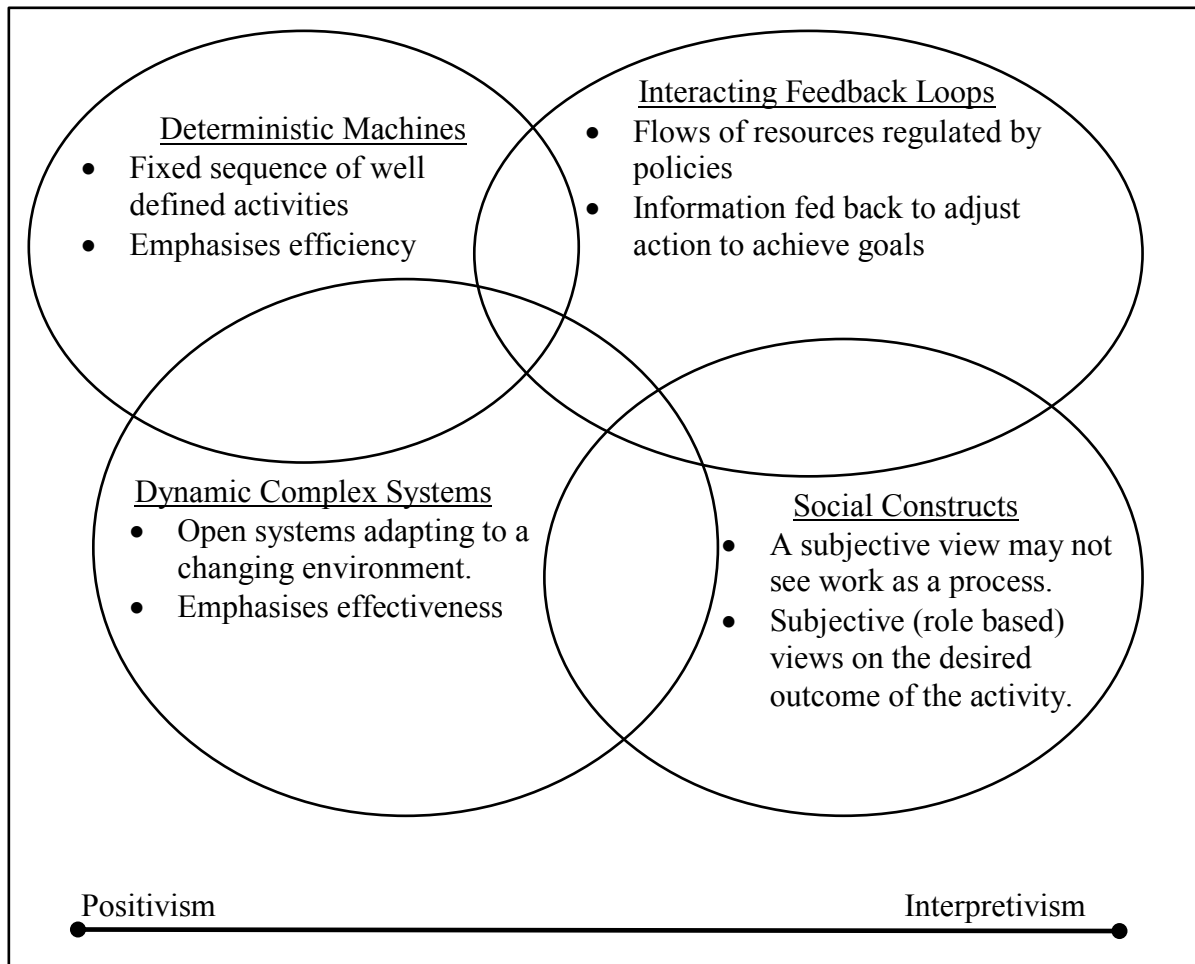 Deterministic Machines
• Fixed sequence of well
defined activities
• Emphasises efficiency
Interacting Feedback Loops
• Flows of resources regulated by
policies
• Information fed back to adjust
action to achieve goals
Dynamic Complex Systems
• Open systems adapting to a
changing environment.
• Emphasises effectiveness
Social Constructs
• A subjective view may not
see work as a process.
• Subjective (role based)
views on the desired
outcome of the activity.
Positivism
Interpretivism